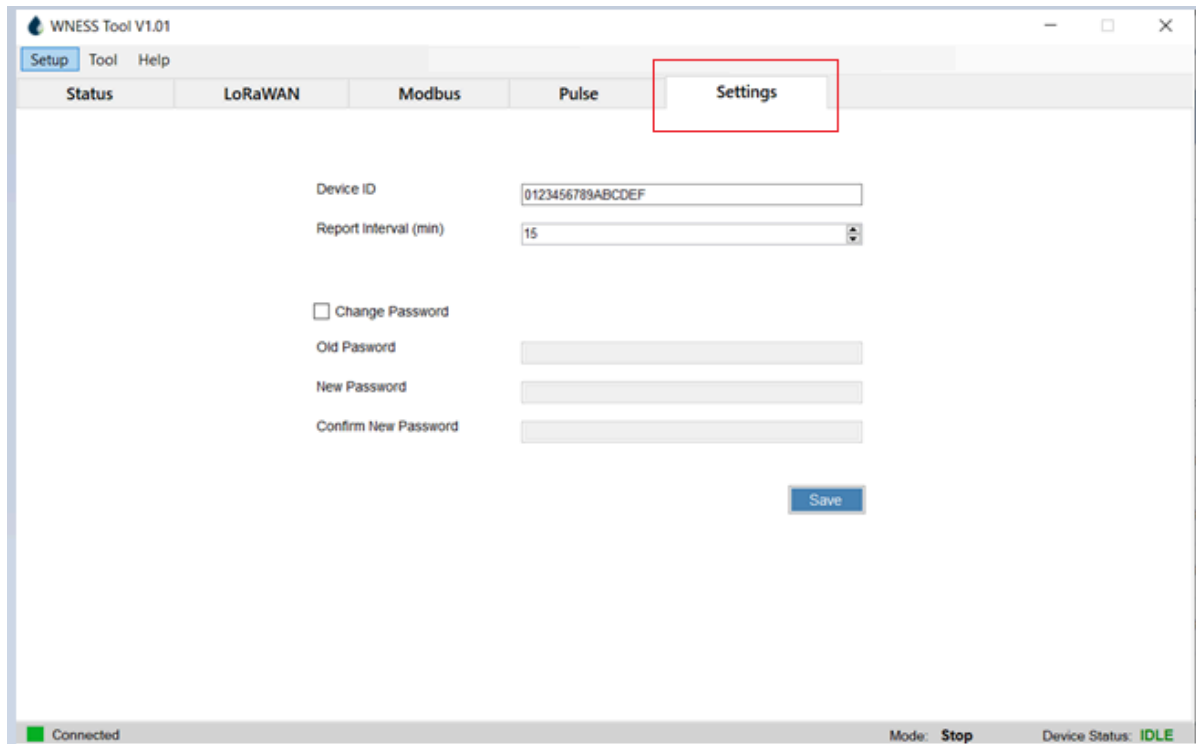 WNESS Tool V1.01
Setup Tool Help
Status LoRaWAN Modbus Pulse Settings
Device ID 0123456789ABCDEF
Report Interval (min) 15
Change Password
Old Pasword
New Password
Confirm New Password
Save
Connected Mode: Stop Device Status: IDLE